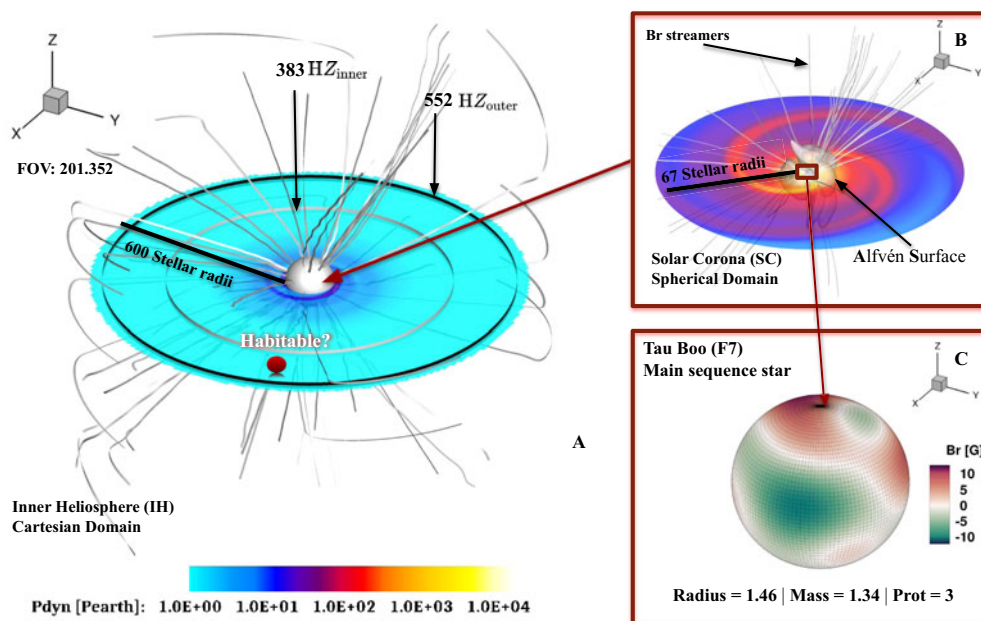 Z
X
Y
FOV: 201.352
383 HZinner
552 HZouter
600 Stellar radii
Habitable?
A
Inner Heliosphere (IH)
Cartesian Domain
Pdyn [Pearth]: 1.0E+00 1.0E+01 1.0E+02 1.0E+03 1.0E+04
B
Br streamers
Z
X
Y
67 Stellar radii
Alfvén Surface
Solar Corona (SC)
Spherical Domain
Tau Boo (F7)
Main sequence star
C
Z
X
Y
Br [G]
10
5
0
-5
-10
Radius = 1.46 | Mass = 1.34 | Prot = 3